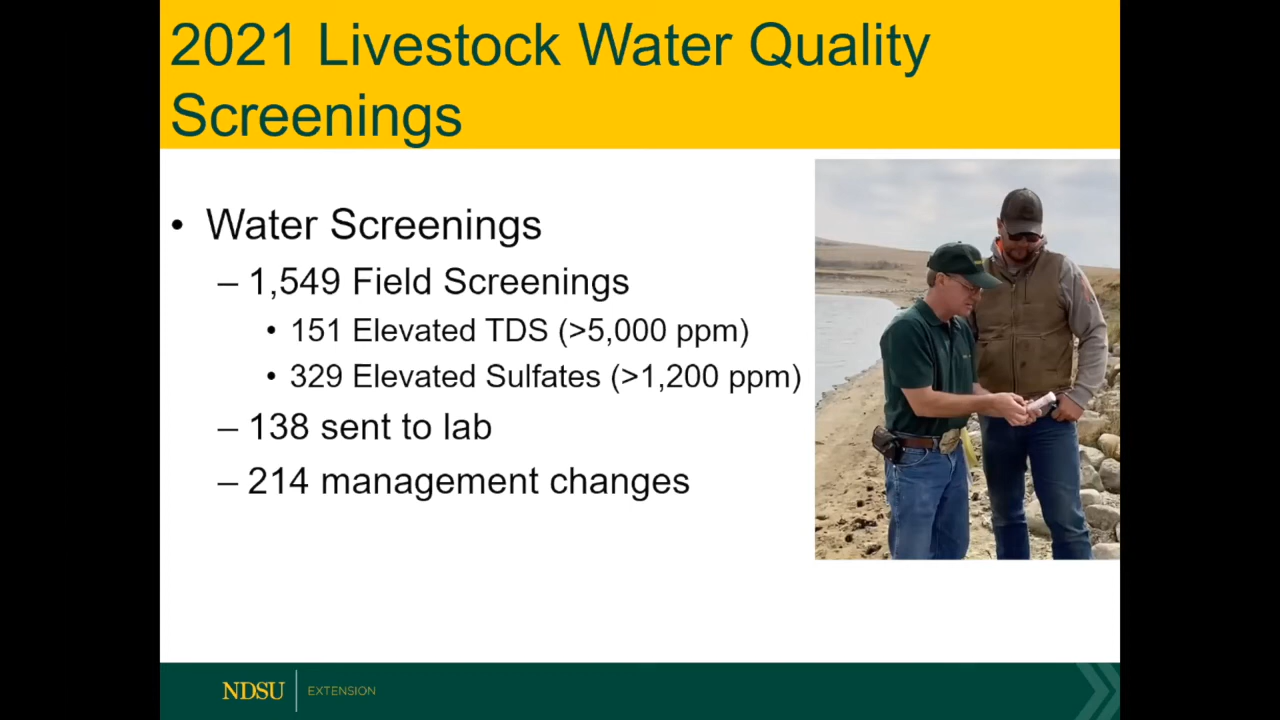 2021 Livestock Water Quality
Screenings
• Water Screenings
– 1,549 Field Screenings
• 151 Elevated TDS (>5,000 ppm)
• 329 Elevated Sulfates (>1,200 ppm)
– 138 sent to lab
– 214 management changes
NDSU EXTENSION